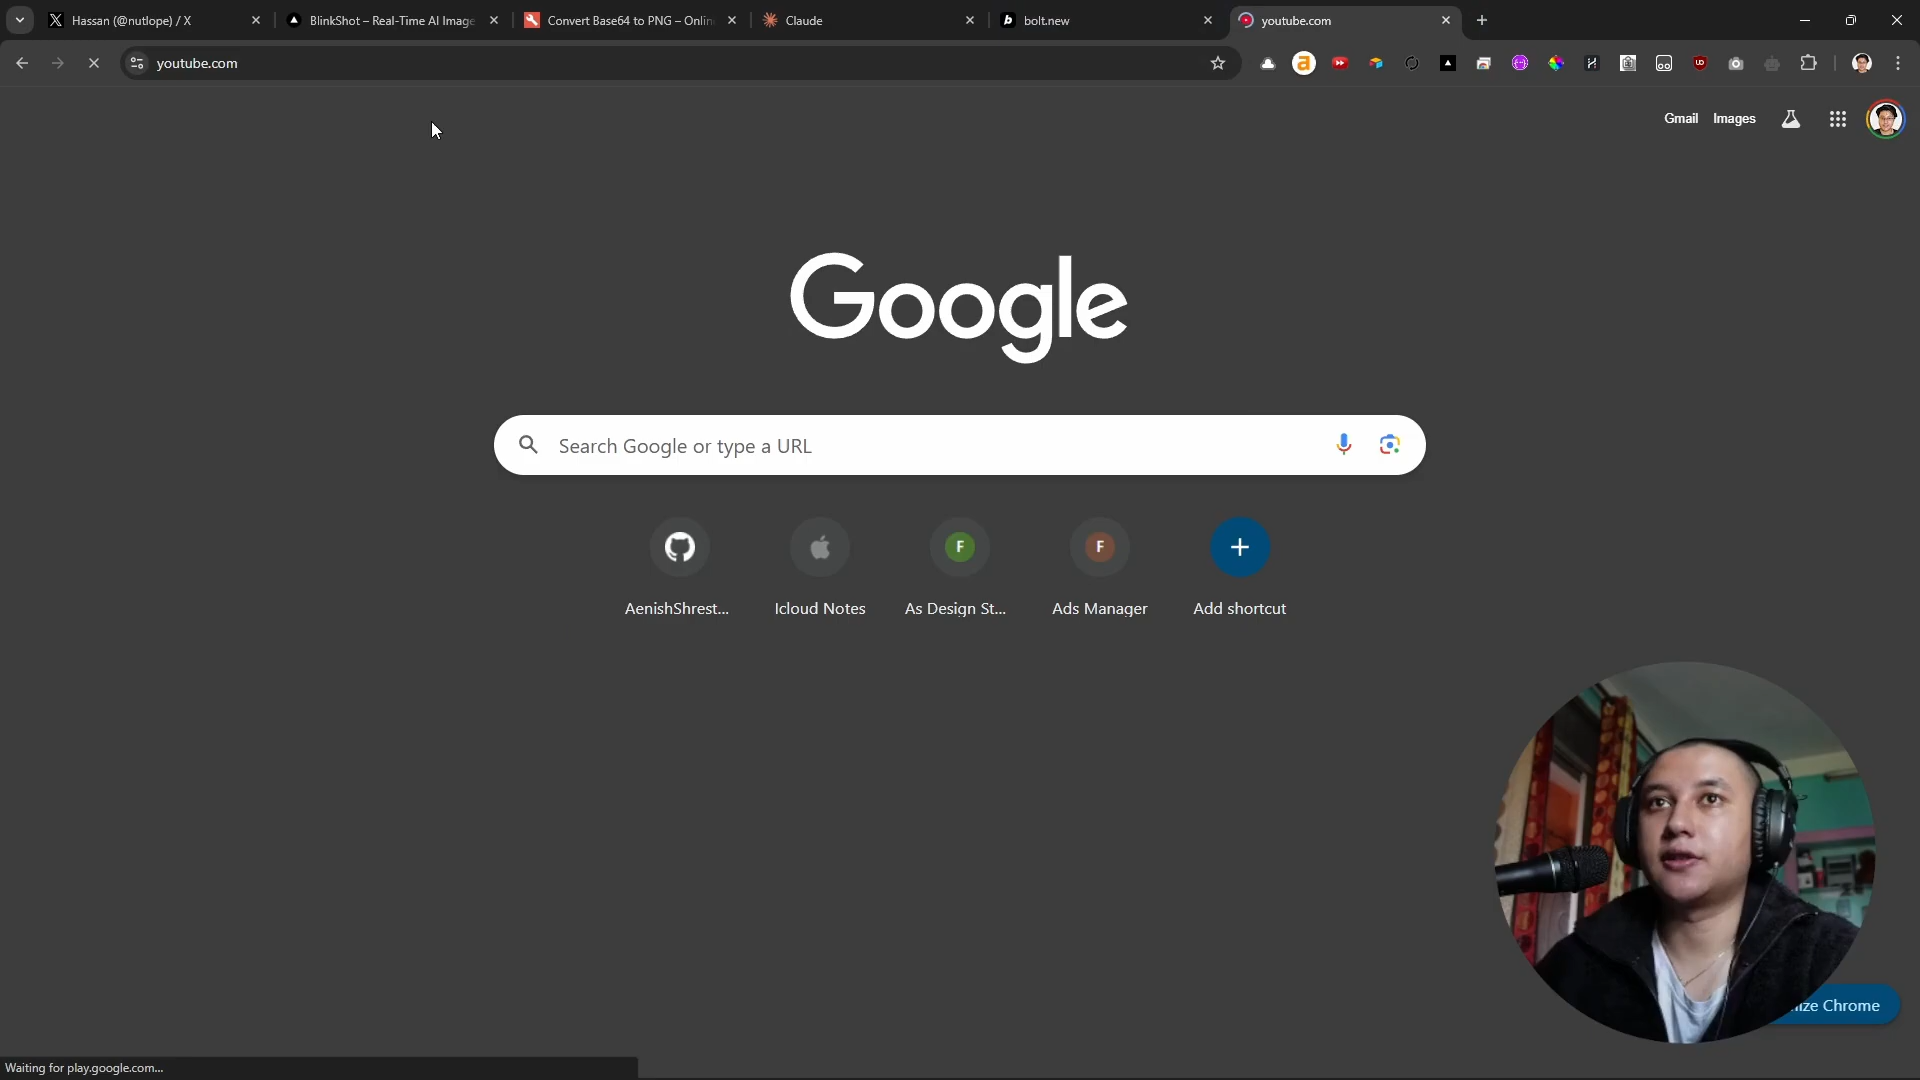 Hassan (@nutlope) / X
BlinkShot – Real-Time AI Image
Convert Base64 to PNG – Onlin
Claude
bolt.new
youtube.com
youtube.com
Gmail
Images
Google
Search Google or type a URL
F
F
AenishShrest...
Icloud Notes
As Design St...
Ads Manager
Add shortcut
ize Chrome
Waiting for play.google.com...